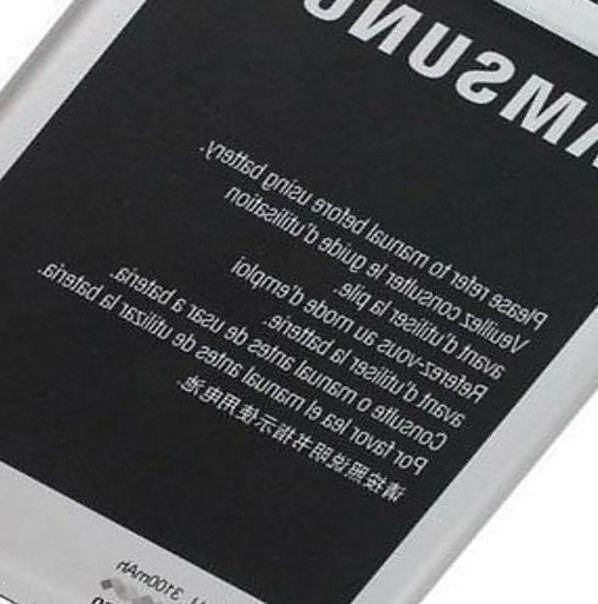 SAMSUNG
Please refer to manual before using battery.
Veuillez consulter le guide d'utilisation
avant d'utiliser la pile.
Referez-vous au mode d'emploi
avant d'utiliser la batterie.
Consulte o manual antes de usar a bateria.
Por favor lea el manual antes de utilizar la bateria.
请按照说明书指示使用电池.
3100mAh